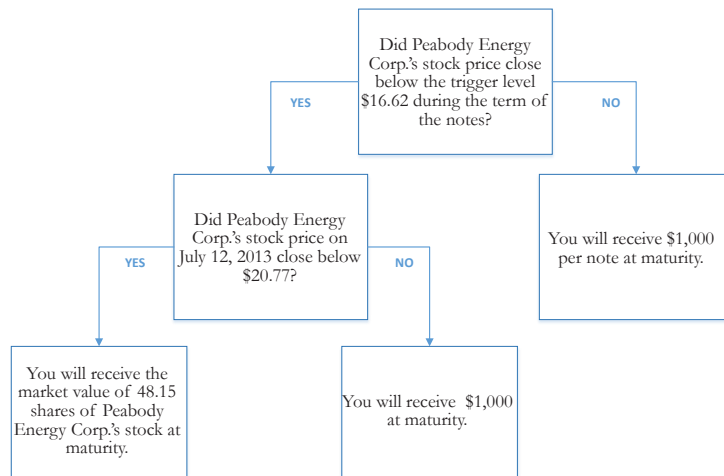 Did Peabody Energy
Corp.'s stock price close
below the trigger level
$16.62 during the term of
the notes?
YES
NO
Did Peabody Energy
Corp.'s stock price on
July 12, 2013 close below
$20.77?
You will receive $1,000
per note at maturity.
YES
NO
You will receive the
market value of 48.15
shares of Peabody
Energy Corp.'s stock at
maturity.
You will receive $1,000
at maturity.